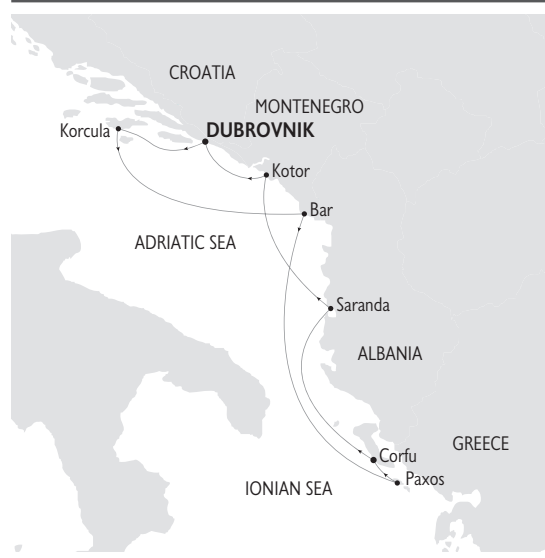 CROATIA
MONTENEGRO
Korcula
DUBROVNIK
Kotor
Bar
ADRIATIC SEA
Saranda
ALBANIA
GREECE
Corfu
Paxos
IONIAN SEA